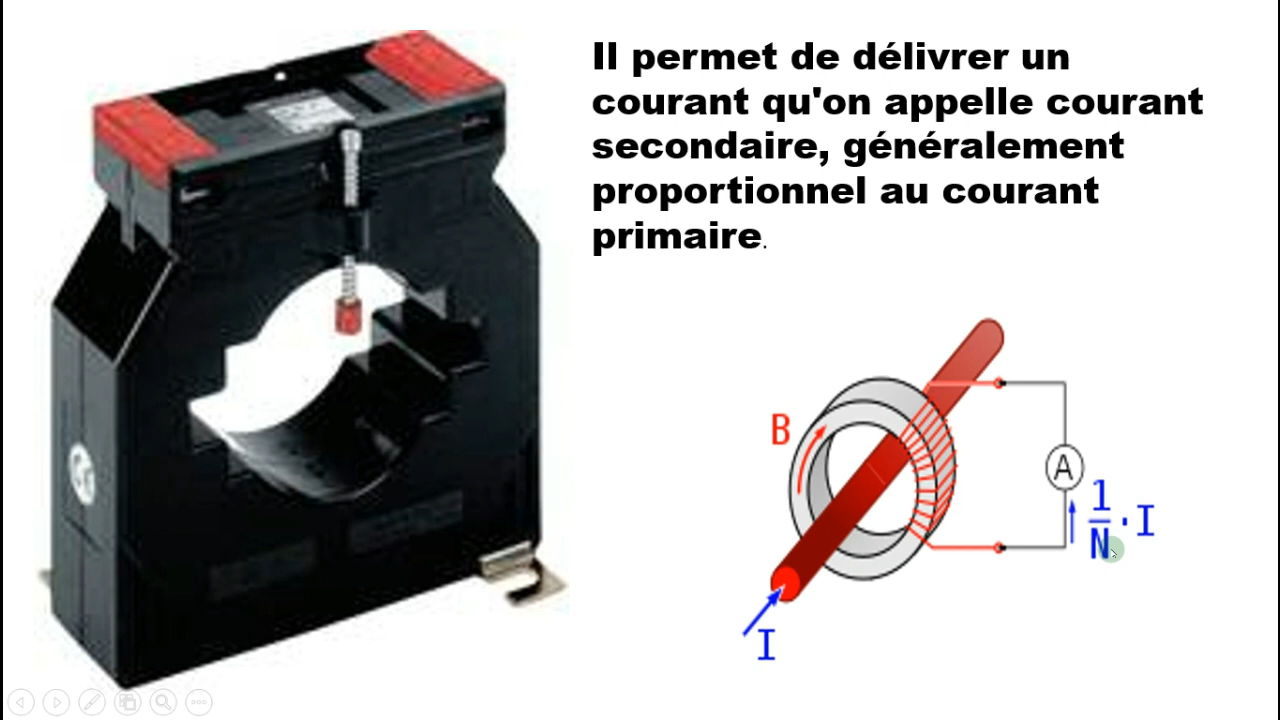 Il permet de délivrer un
courant qu'on appelle courant
secondaire, généralement
proportionnel au courant
primaire.
B
A
1
N
· I
I